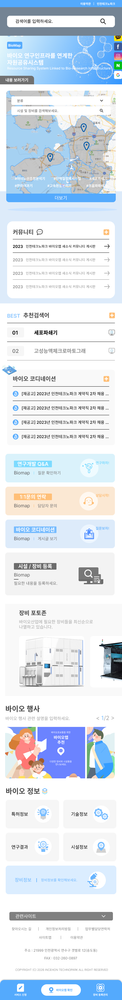 이용약관 | 인천테크노파크
검색어를 입력하세요.
TALK
BioMap
바이오 연구인프라를 연계한
자원공유시스템
Resource Sharing System Linked to Bio-Research Infrastructure
내용 보러가기
분류
시설 및 장비를 검색해보세요.
김포시
계양구
서구
부평구
연수구
#아미노산조정분석기 #단백질정제시스템 #세포파쇄기
#한외여과기 #고속원심분리기 #초음파파쇄기
더보기
커뮤니티
2023 인천테크노파크 바이오맵 새소식 커뮤니티 게시판
2023 인천테크노파크 바이오맵 새소식 커뮤니티 게시판
2023 인천테크노파크 바이오맵 새소식 커뮤니티 게시판
2023 인천테크노파크 바이오맵 새소식 커뮤니티 게시판
BEST 추천검색어
01 세포파쇄기
02 고성능액체크로마토그래
바이오 코디네이션
[재공고] 2023년 인천테크노파크 계약직 2차 채용 ...
[재공고] 2023년 인천테크노파크 계약직 2차 채용 ...
[재공고] 2023년 인천테크노파크 계약직 2차 채용 ...
[재공고] 2023년 인천테크노파크 계약직 2차 채용 ...
연구개발 Q&A
연구하자!
Biomap | 질문 확인하기
1:1문의 연락
상담시작!
Biomap | 담당자 문의
바이오 코디네이션
질문보자!
Biomap | 게시글 보기
시설 / 장비 등록
Biomap
필요한 내용을 등록하세요.
장비 포토존
바이오산업에 필요한 장비들을 최신순으로
나열하고 있습니다.
바이오 행사
바이오 행사 관련 설명을 입력하세요.
< 1/2 >
바이오초보들을 위한
바이오맵
추천
다양한 장비와 시설들을
만나보세요.
바이오 정보
특허정보
기술정보
연구결과
시설정보
장비정보 | 장비정보를 확인해보세요.
관련사이트
찾아오시는 길 | 개인정보처리방침 | 업무별담당연락처
사이트맵 | 이용약관
주소 : 21999 인천광역시 연수구 갯벌로 12(송도동)
FAX : 032-260-0897
COPYRIGHT (C) 2026 INCEHON TECHNOPARK ALL RIGHT RESERVED
서비스 신청
바이오맵 확인
장비 등록관리